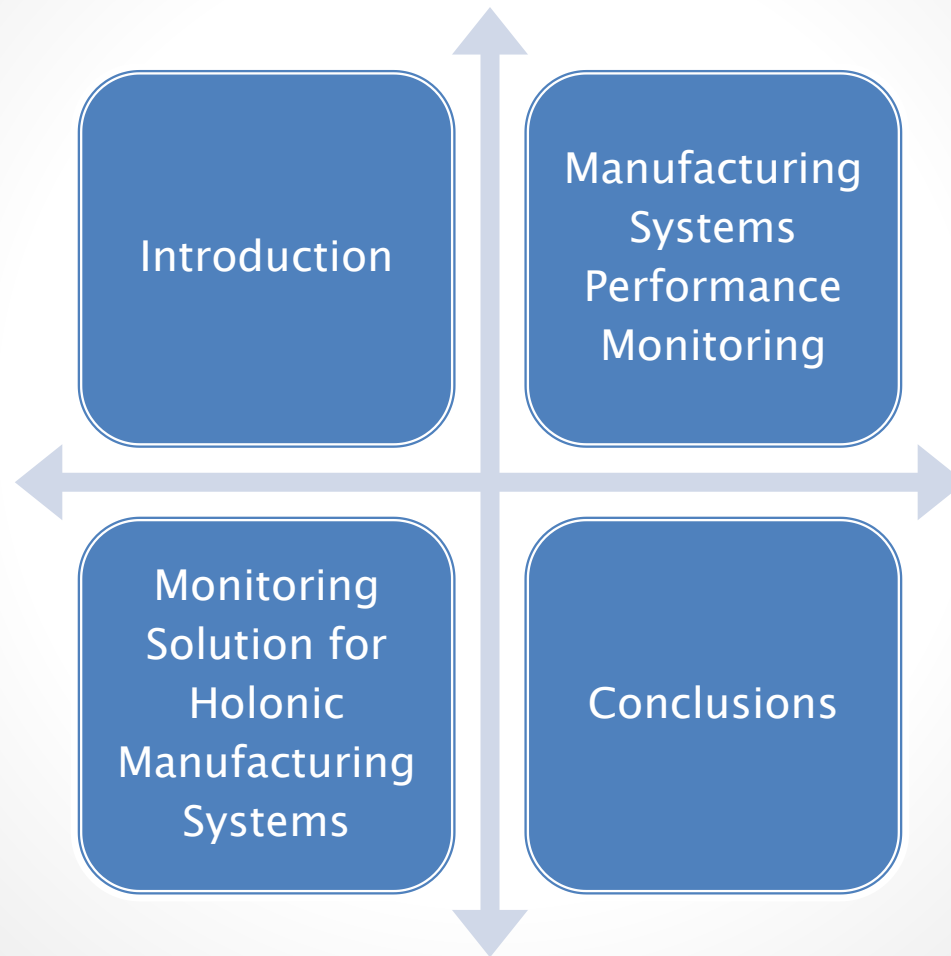 Introduction
Manufacturing
Systems
Performance
Monitoring
Monitoring
Solution for
Holonic
Manufacturing
Systems
Conclusions